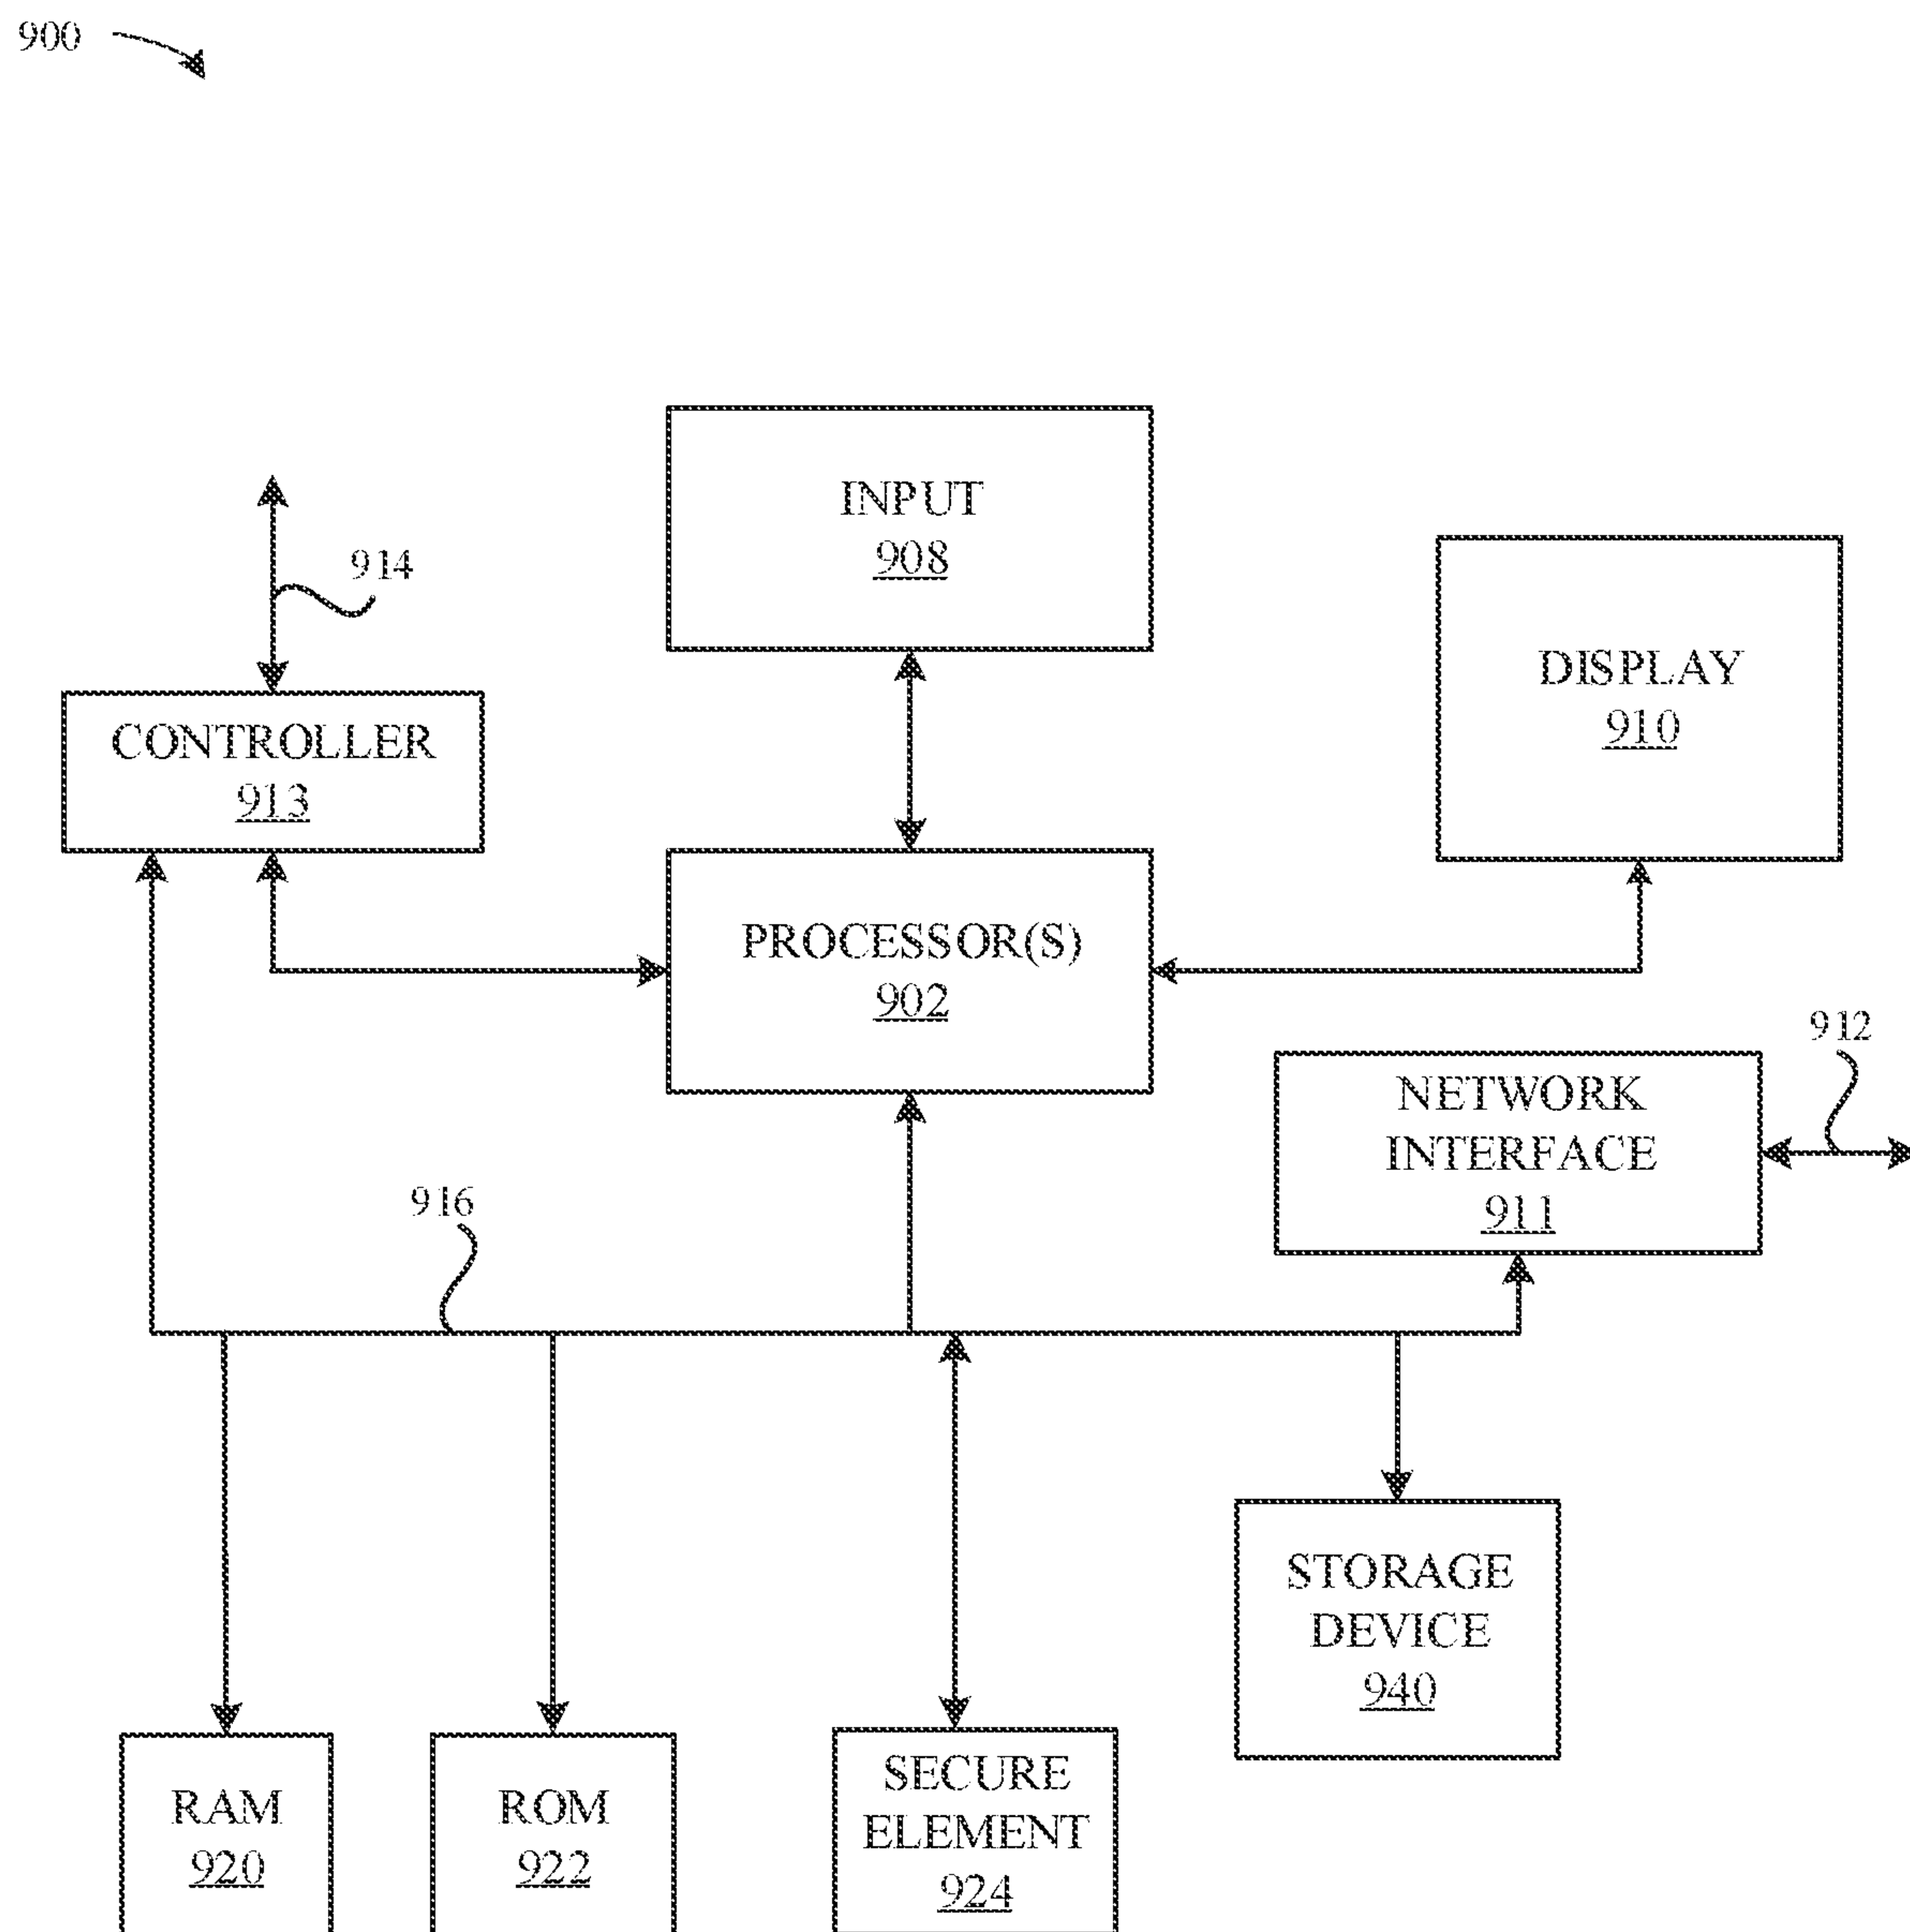 900
INPUT
908
914
DISPLAY
910
CONTROLLER
913
PROCESSOR(S)
902
912
NETWORK
INTERFACE
911
916
STORAGE
DEVICE
940
RAM
920
ROM
922
SECURE
ELEMENT
924